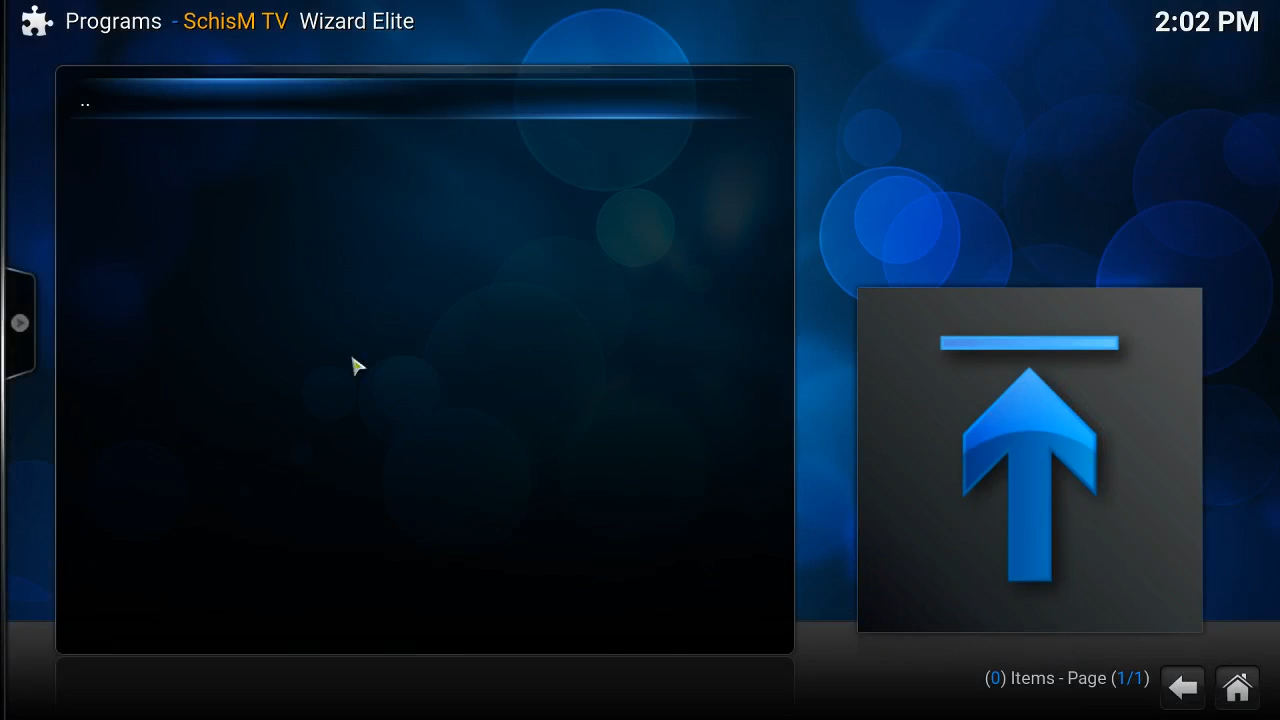 Programs - SchisM TV Wizard Elite
2:02 PM
..
(0) Items - Page (1/1)